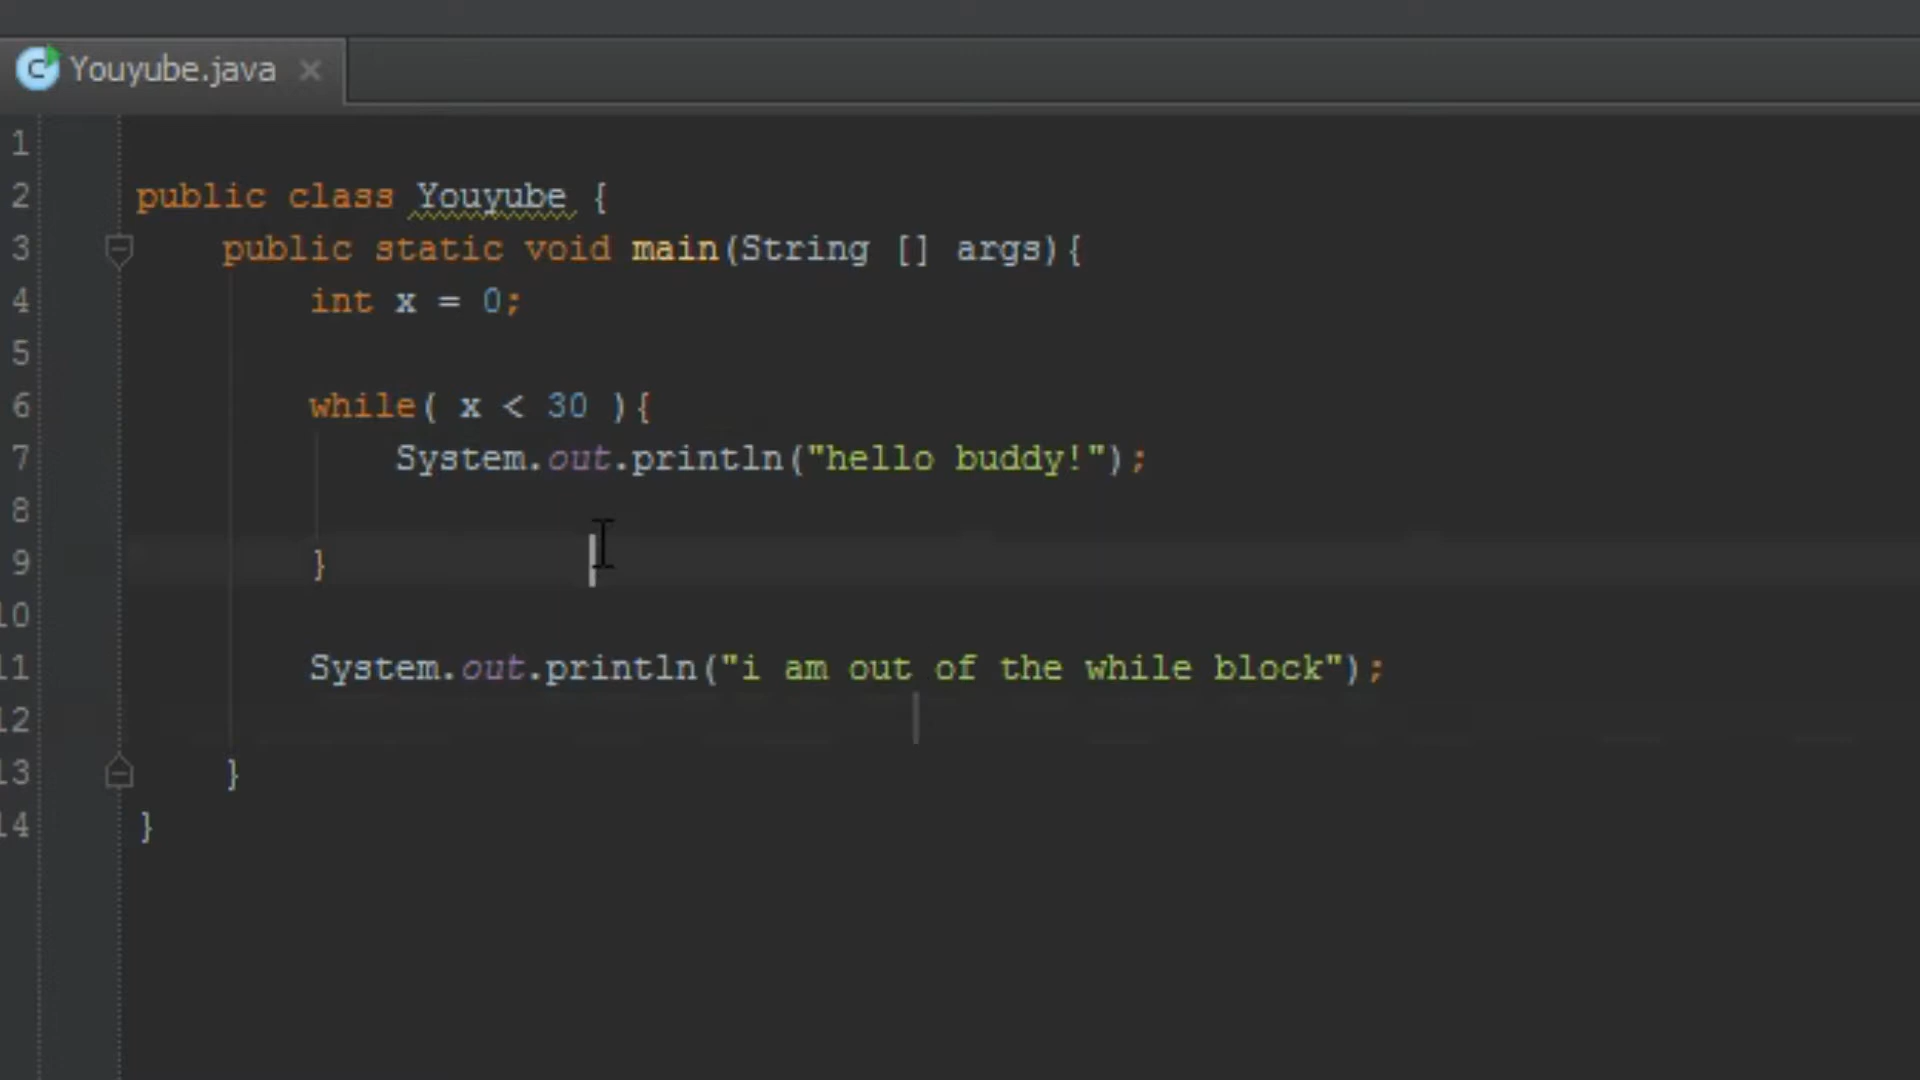 Youyube.java
1
2 public class Youyube {
3 public static void main(String [] args){
4 int x = 0;
5
6 while( x < 30 ){
7 System.out.println("hello buddy!");
8
9 }
10
11 System.out.println("i am out of the while block");
12
13 }
14 }